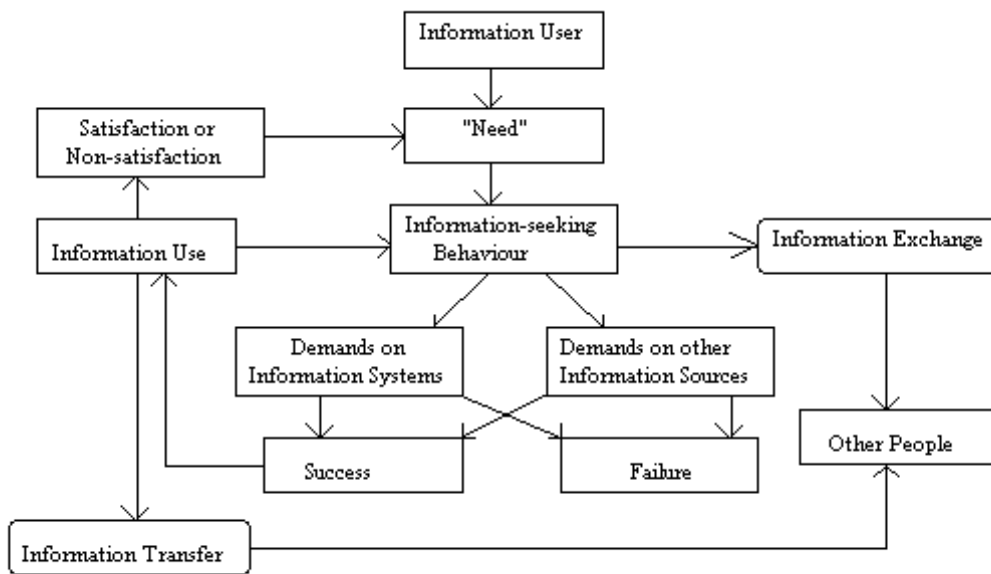 Information User
Satisfaction or
Non-satisfaction
"Need"
Information Use
Information-seeking
Behaviour
Information Exchange
Demands on
Information Systems
Demands on other
Information Sources
Success
Failure
Other People
Information Transfer